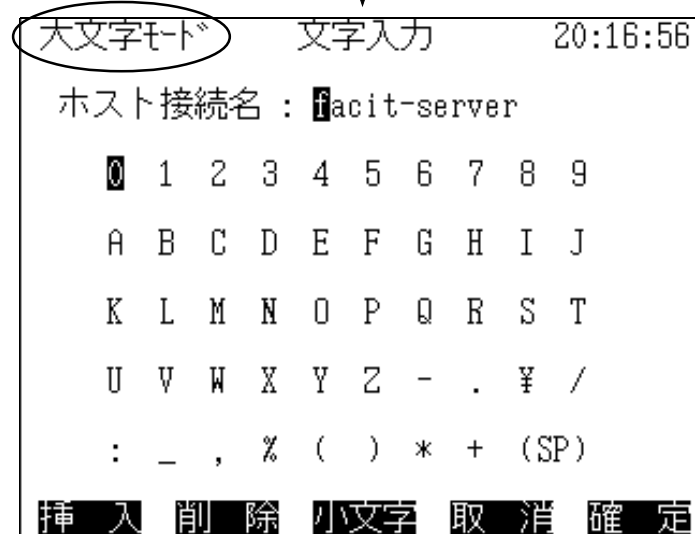 大文字ﾓｰﾄﾞ 文字入力 20:16:56
ホスト接続名 : facit-server
0 1 2 3 4 5 6 7 8 9
A B C D E F G H I J
K L M N O P Q R S T
U V W X Y Z - . ¥ /
: _ , % ( ) * + (SP)
挿 入 削 除 小文字 取 消 確 定